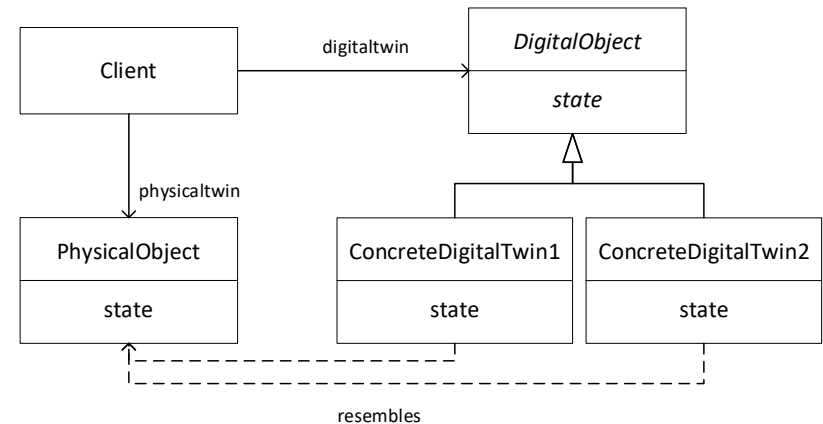 DigitalObject
digitaltwin
Client
state
physicaltwin
PhysicalObject
ConcreteDigitalTwin1
ConcreteDigitalTwin2
state
state
state
resembles